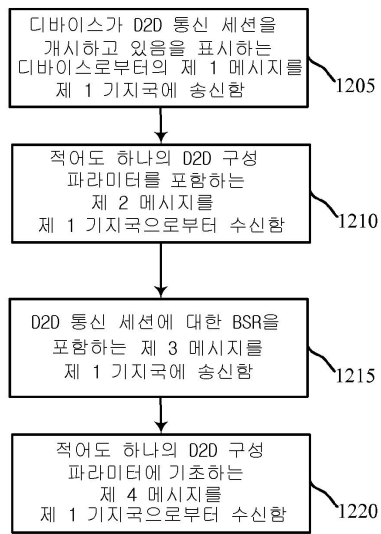 디바이스가 D2D 통신 세션을
개시하고 있음을 표시하는
디바이스로부터의 제 1 메시지를
제 1 기지국에 송신함
1205
적어도 하나의 D2D 구성
파라미터를 포함하는
제 2 메시지를
제 1 기지국으로부터 수신함
1210
D2D 통신 세션에 대한 BSR을
포함하는 제 3 메시지를
제 1 기지국에 송신함
1215
적어도 하나의 D2D 구성
파라미터에 기초하는
제 4 메시지를
제 1 기지국으로부터 수신함
1220